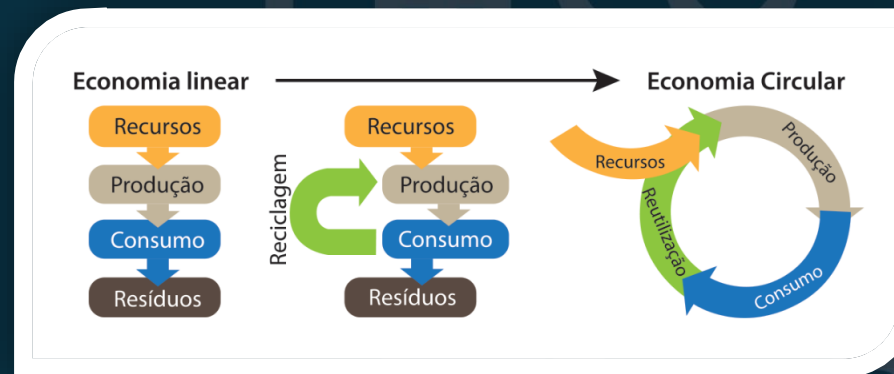 Economia linear
Economia Circular
Recursos
Produção
Consumo
Resíduos
Recursos
Produção
Consumo
Resíduos
Reciclagem
Recursos
Produção
Consumo
Reutilização